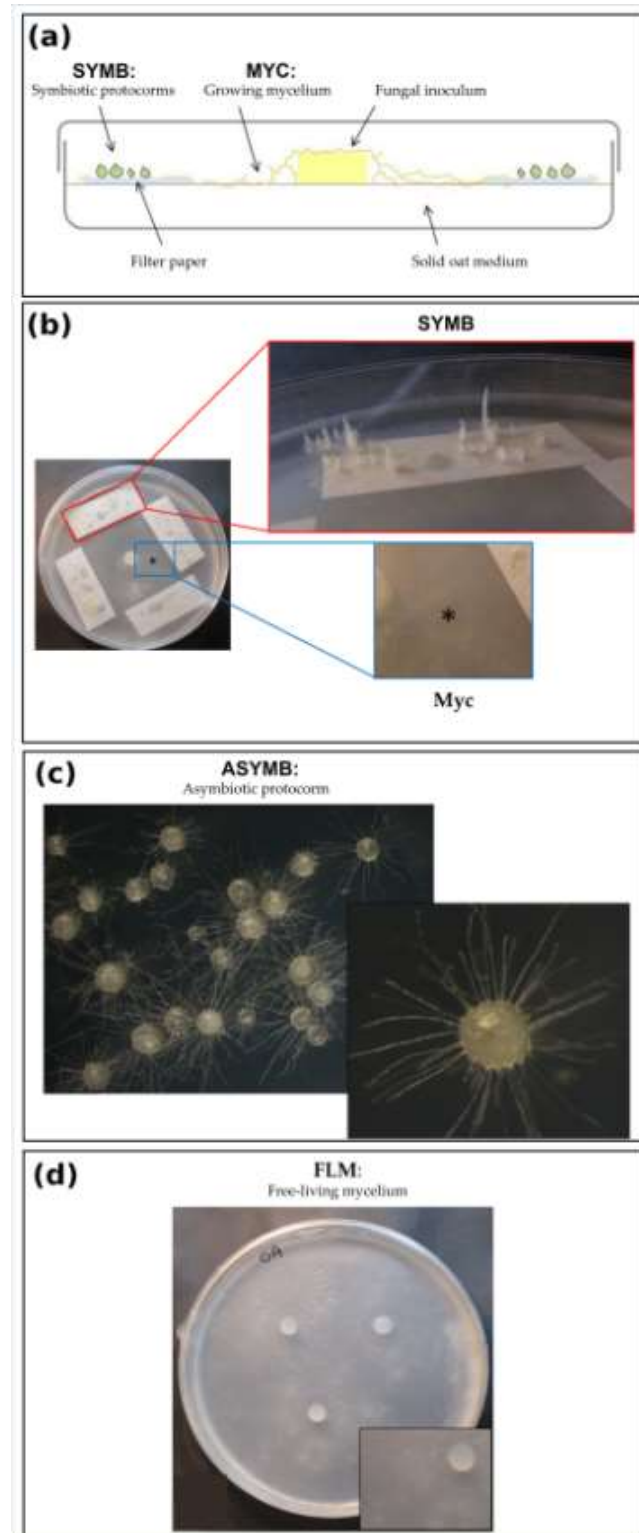 (a)
SYMB:
Symbiotic protocorms
MYC:
Growing mycelium
Fungal inoculum
Filter paper
Solid oat medium
(b)
SYMB
*
*
Myc
(c)
ASYMB:
Asymbiotic protocorm
(d)
FLM:
Free-living mycelium
OA